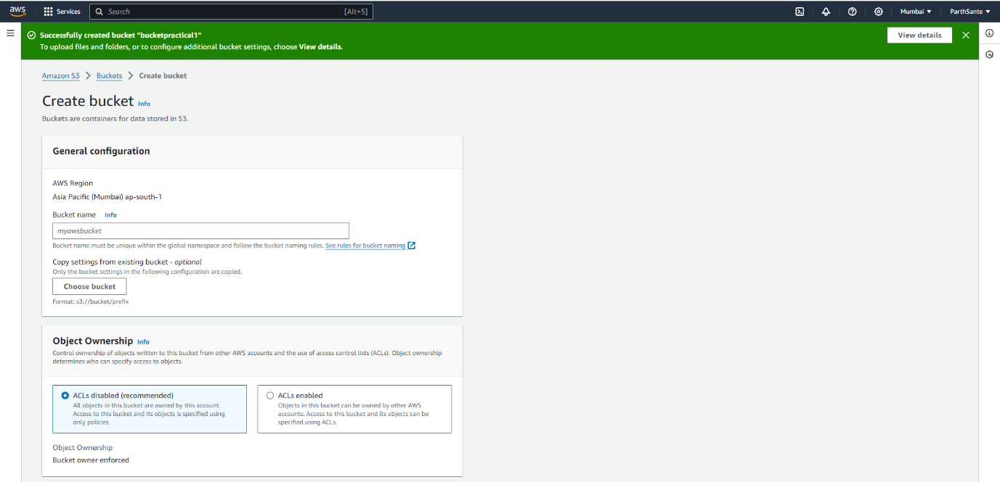 aws Services Search [Alt+S] Mumbai ▼ ParthSante ▼
Successfully created bucket "bucketpractical1"
To upload files and folders, or to configure additional bucket settings, choose View details.
View details
Amazon S3 > Buckets > Create bucket
Create bucket Info
Buckets are containers for data stored in S3.
General configuration
AWS Region
Asia Pacific (Mumbai) ap-south-1
Bucket name Info
myawsbucket
Bucket name must be unique within the global namespace and follow the bucket naming rules. See rules for bucket naming
Copy settings from existing bucket - optional
Only the bucket settings in the following configuration are copied.
Choose bucket
Format: s3://bucket/prefix
Object Ownership Info
Control ownership of objects written to this bucket from other AWS accounts and the use of access control lists (ACLs). Object ownership
determines who can specify access to objects.
ACLs disabled (recommended)
All objects in this bucket are owned by this account.
Access to this bucket and its objects is specified using
only policies.
ACLs enabled
Objects in this bucket can be owned by other AWS
accounts. Access to this bucket and its objects can be
specified using ACLs.
Object Ownership
Bucket owner enforced